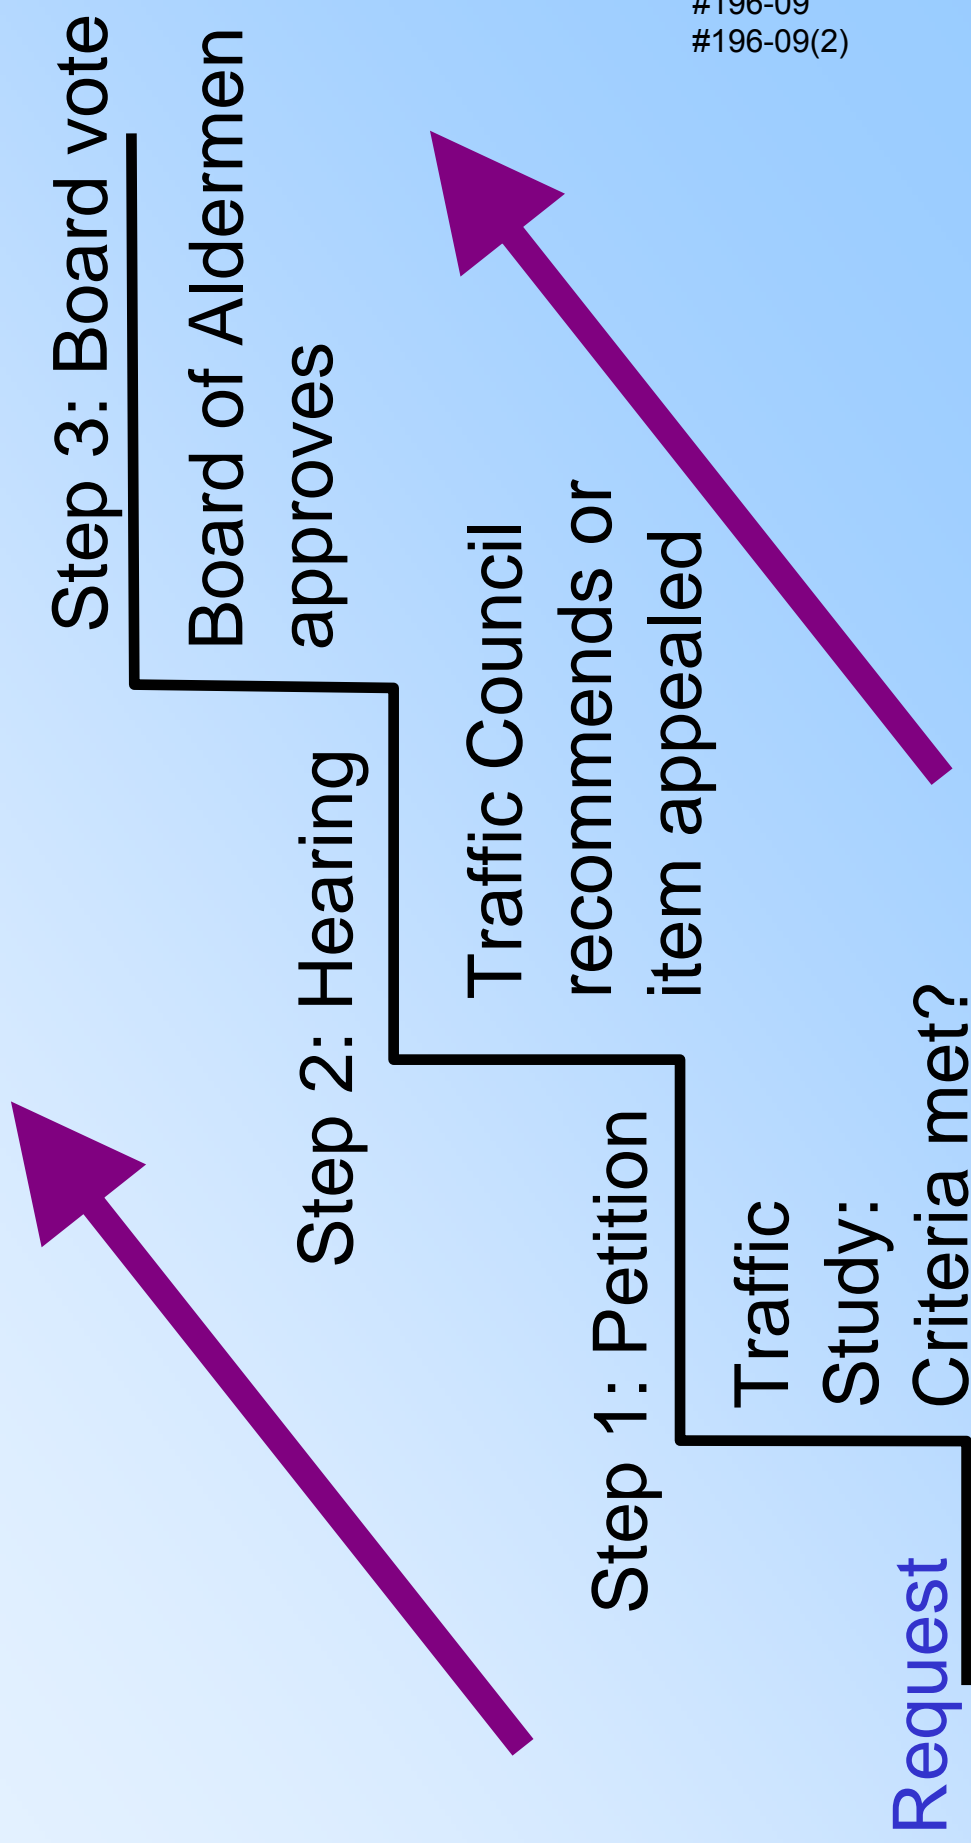 #196-09
#196-09(2)
Step 3: Board vote
Board of Aldermen
approves
Step 2: Hearing
Traffic Council
recommends or
item appealed
Step 1: Petition
Traffic
Study:
Criteria met?
Request